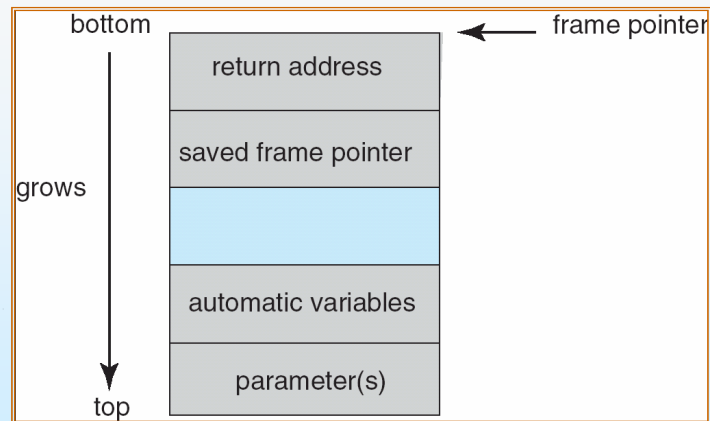 bottom
frame pointer
return address
saved frame pointer
grows
automatic variables
parameter(s)
top